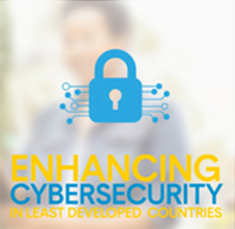 ENHANCING
CYBERSECURITY
IN LEAST DEVELOPED COUNTRIES